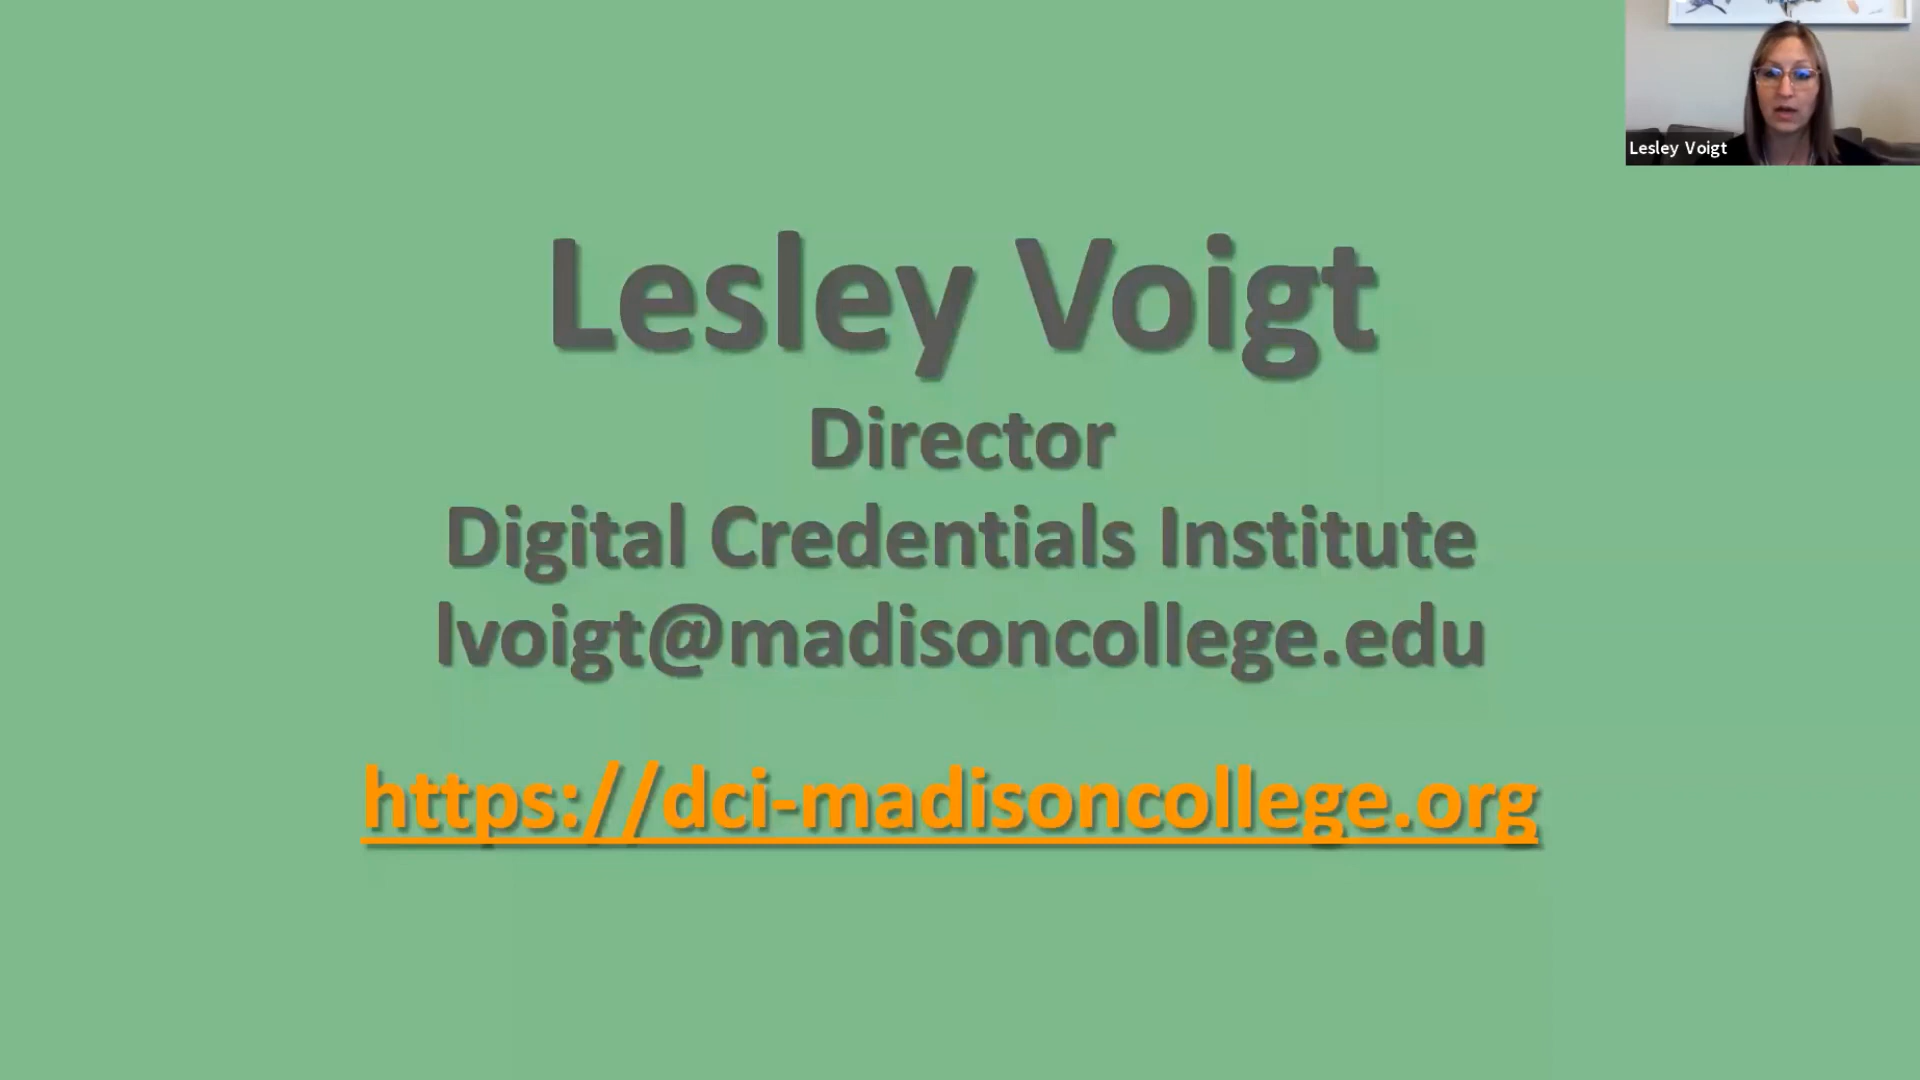 Lesley Voigt
Lesley Voigt
Director
Digital Credentials Institute
lvoigt@madisoncollege.edu
https://dci-madisoncollege.org